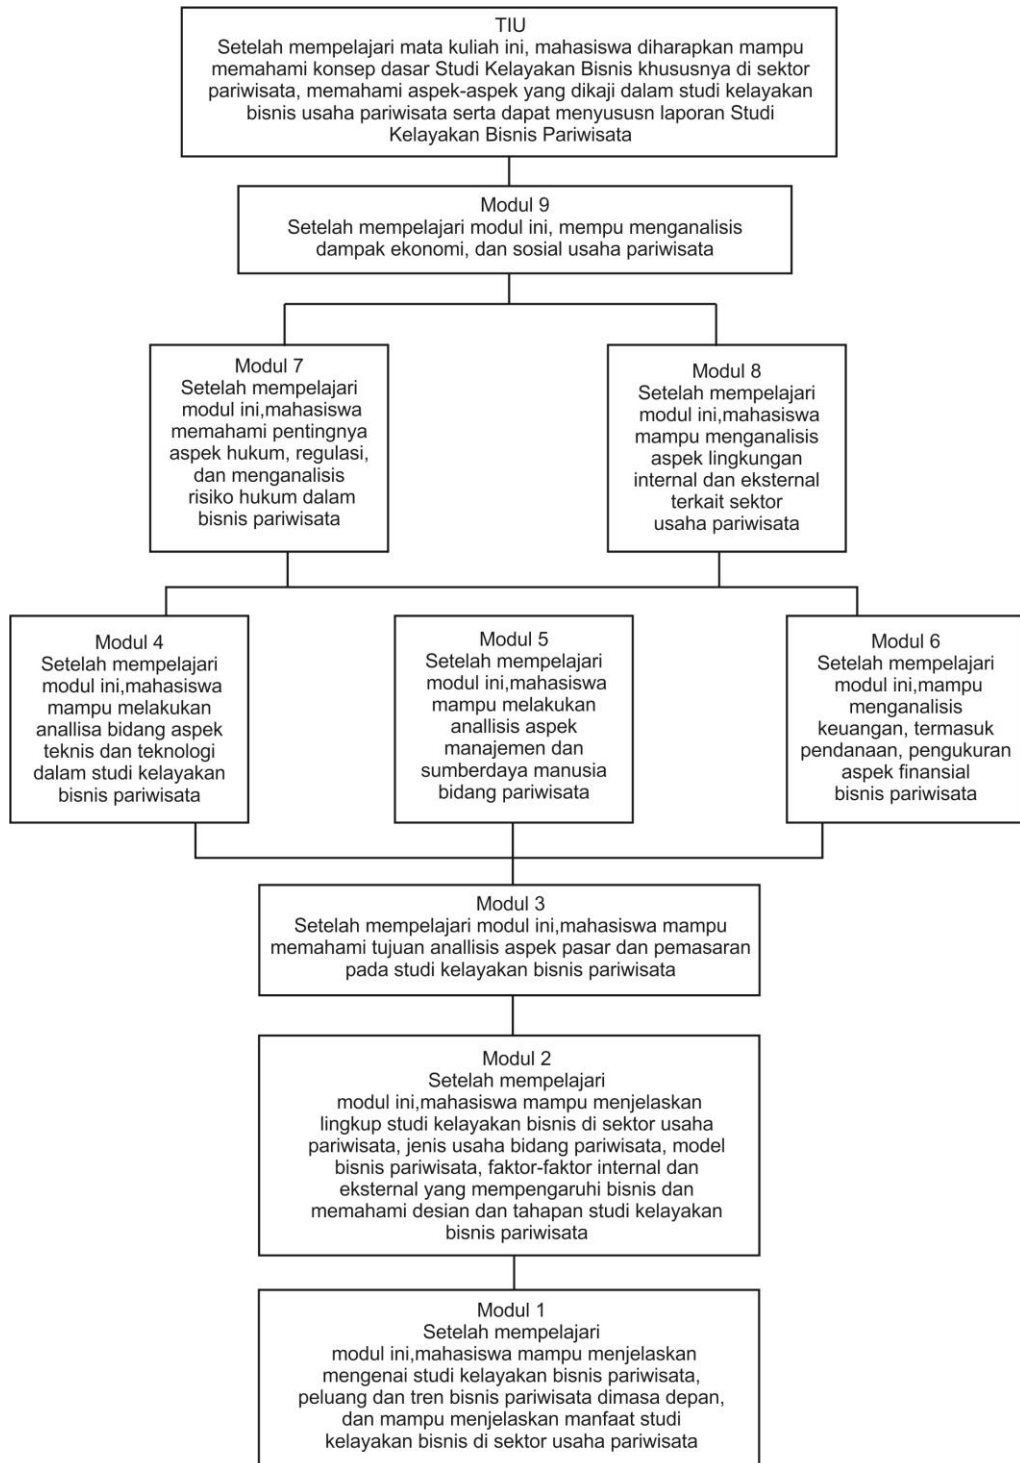 TIU
Setelah mempelajari mata kuliah ini, mahasiswa diharapkan mampu
memahami konsep dasar Studi Kelayakan Bisnis khususnya di sektor
pariwisata, memahami aspek-aspek yang dikaji dalam studi kelayakan
bisnis usaha pariwisata serta dapat menyususn laporan Studi
Kelayakan Bisnis Pariwisata
Modul 9
Setelah mempelajari modul ini, mempu menganalisis
dampak ekonomi, dan sosial usaha pariwisata
Modul 7
Setelah mempelajari
modul ini,mahasiswa
memahami pentingnya
aspek hukum, regulasi,
dan menganalisis
risiko hukum dalam
bisnis pariwisata
Modul 8
Setelah mempelajari
modul ini,mahasiswa
mampu menganalisis
aspek lingkungan
internal dan eksternal
terkait sektor
usaha pariwisata
Modul 4
Setelah mempelajari
modul ini,mahasiswa
mampu melakukan
anallisa bidang aspek
teknis dan teknologi
dalam studi kelayakan
bisnis pariwisata
Modul 5
Setelah mempelajari
modul ini,mahasiswa
mampu melakukan
anallisis aspek
manajemen dan
sumberdaya manusia
bidang pariwisata
Modul 6
Setelah mempelajari
modul ini,mampu
menganalisis
keuangan, termasuk
pendanaan, pengukuran
aspek finansial
bisnis pariwisata
Modul 3
Setelah mempelajari modul ini,mahasiswa mampu
memahami tujuan anallisis aspek pasar dan pemasaran
pada studi kelayakan bisnis pariwisata
Modul 2
Setelah mempelajari
modul ini,mahasiswa mampu menjelaskan
lingkup studi kelayakan bisnis di sektor usaha
pariwisata, jenis usaha bidang pariwisata, model
bisnis pariwisata, faktor-faktor internal dan
eksternal yang mempengaruhi bisnis dan
memahami desian dan tahapan studi kelayakan
bisnis pariwisata
Modul 1
Setelah mempelajari
modul ini,mahasiswa mampu menjelaskan
mengenai studi kelayakan bisnis pariwisata,
peluang dan tren bisnis pariwisata dimasa depan,
dan mampu menjelaskan manfaat studi
kelayakan bisnis di sektor usaha pariwisata